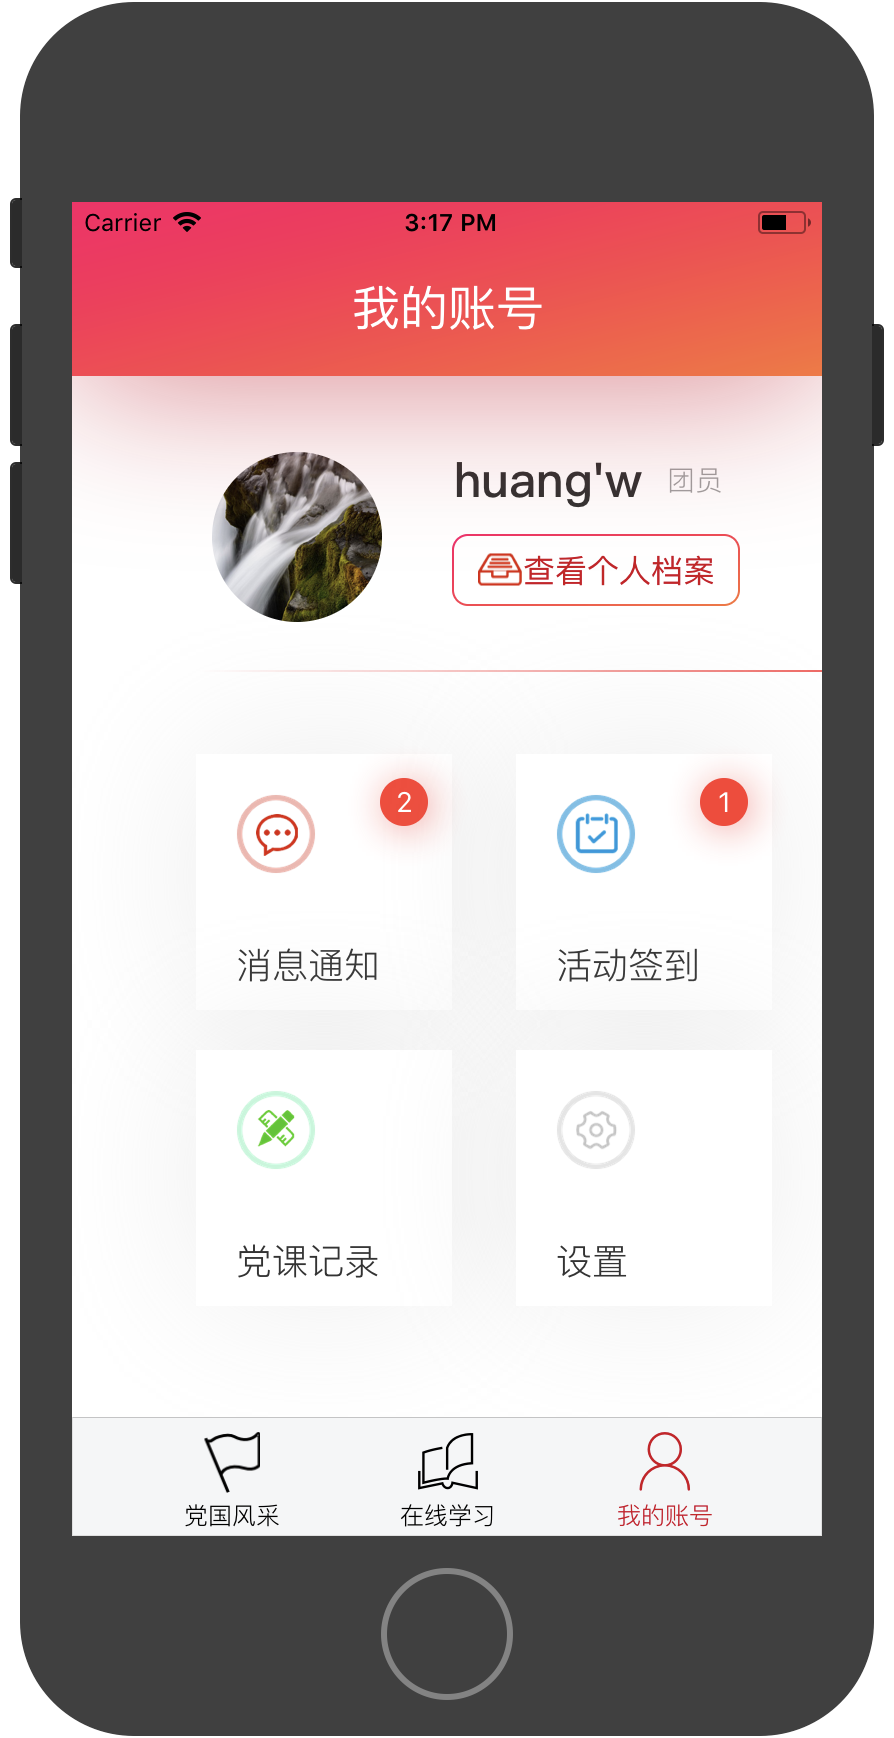 Carrier 3:17 PM
我的账号
huang'w 团员
查看个人档案
2 1
消息通知 活动签到
党课记录 设置
党国风采 在线学习 我的账号